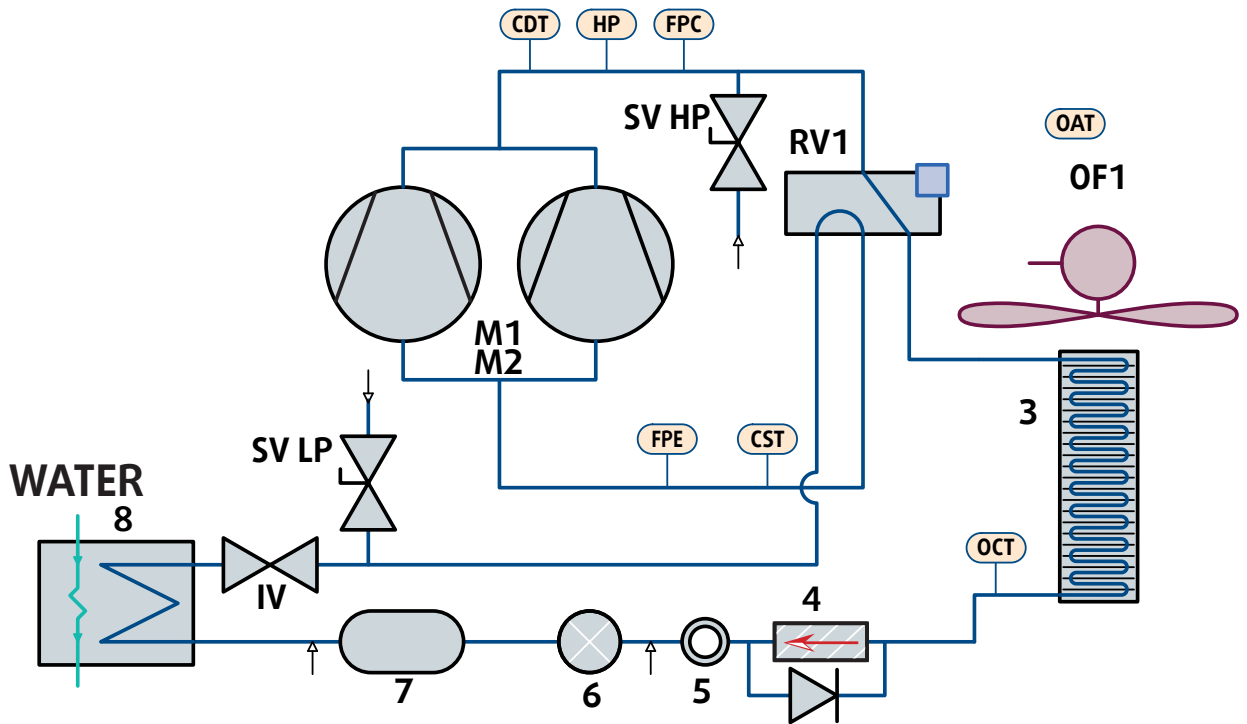 CDT HP FPC
SV HP
RV1
OAT
OF1
M1
M2
3
SV LP
FPE CST
WATER
8
OCT
IV
4
7
6
5